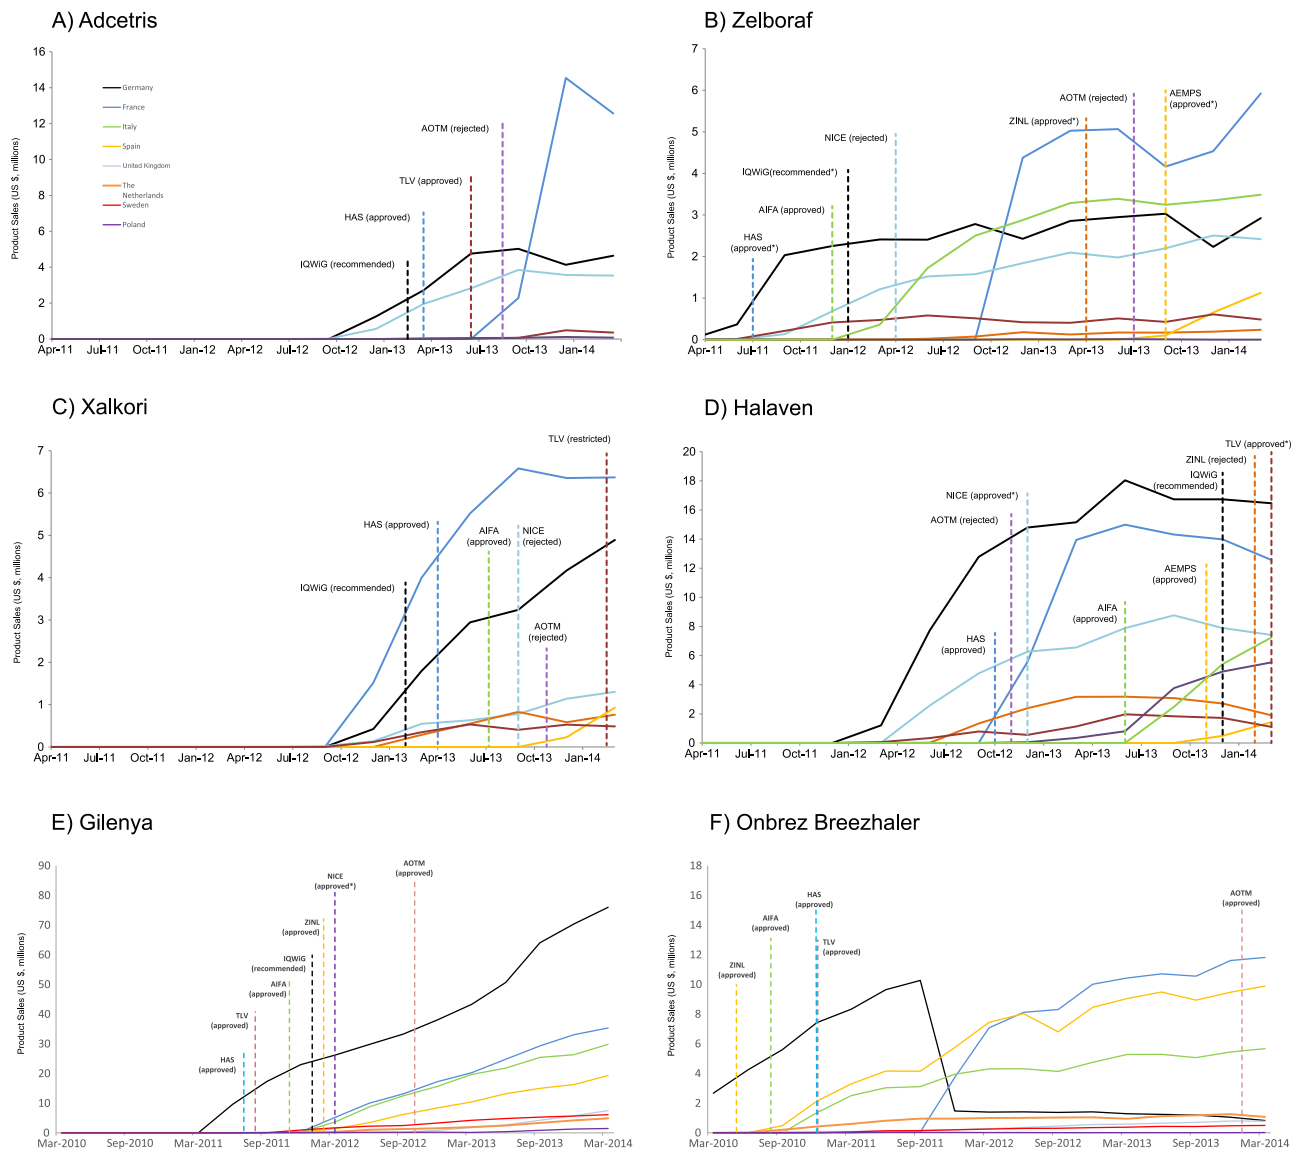 A) Adcetris
Product Sales (US $, millions)
16
14
12
10
8
6
4
2
0
Germany
France
Italy
Spain
United Kingdom
The
Netherlands
Sweden
Poland
IQWiG (recommended)
HAS (approved)
TLV (approved)
AOTM (rejected)
Apr-11 Jul-11 Oct-11 Jan-12 Apr-12 Jul-12 Oct-12 Jan-13 Apr-13 Jul-13 Oct-13 Jan-14
B) Zelboraf
Product Sales (US $, millions)
7
6
5
4
3
2
1
0
HAS
(approved*)
AIFA (approved)
IQWiG(recommended*)
NICE (rejected)
ZINL (approved*)
AOTM (rejected)
AEMPS
(approved*)
Apr-11 Jul-11 Oct-11 Jan-12 Apr-12 Jul-12 Oct-12 Jan-13 Apr-13 Jul-13 Oct-13 Jan-14
C) Xalkori
Product Sales (US $, millions)
7
6
5
4
3
2
1
0
IQWiG (recommended)
HAS (approved)
AIFA
(approved)
NICE
(rejected)
AOTM
(rejected)
TLV (restricted)
Apr-11 Jul-11 Oct-11 Jan-12 Apr-12 Jul-12 Oct-12 Jan-13 Apr-13 Jul-13 Oct-13 Jan-14
D) Halaven
Product Sales (US $, millions)
20
18
16
14
12
10
8
6
4
2
0
HAS
(approved)
AOTM (rejected)
NICE (approved*)
AIFA
(approved)
AEMPS
(approved)
IQWiG
(recommended)
ZINL (rejected)
TLV (approved*)
Apr-11 Jul-11 Oct-11 Jan-12 Apr-12 Jul-12 Oct-12 Jan-13 Apr-13 Jul-13 Oct-13 Jan-14
E) Gilenya
Product Sales (US $, millions)
90
80
70
60
50
40
30
20
10
0
HAS
(approved)
TLV
(approved)
AIFA
(approved)
IQWiG
(recommended)
ZINL
(approved)
NICE
(approved*)
AOTM
(approved)
Mar-2010 Sep-2010 Mar-2011 Sep-2011 Mar-2012 Sep-2012 Mar-2013 Sep-2013 Mar-2014
F) Onbrez Breezhaler
Product Sales (US $, millions)
18
16
14
12
10
8
6
4
2
0
ZINL
(approved)
AIFA
(approved)
HAS
(approved)
TLV
(approved)
AOTM
(approved)
Mar-2010 Sep-2010 Mar-2011 Sep-2011 Mar-2012 Sep-2012 Mar-2013 Sep-2013 Mar-2014